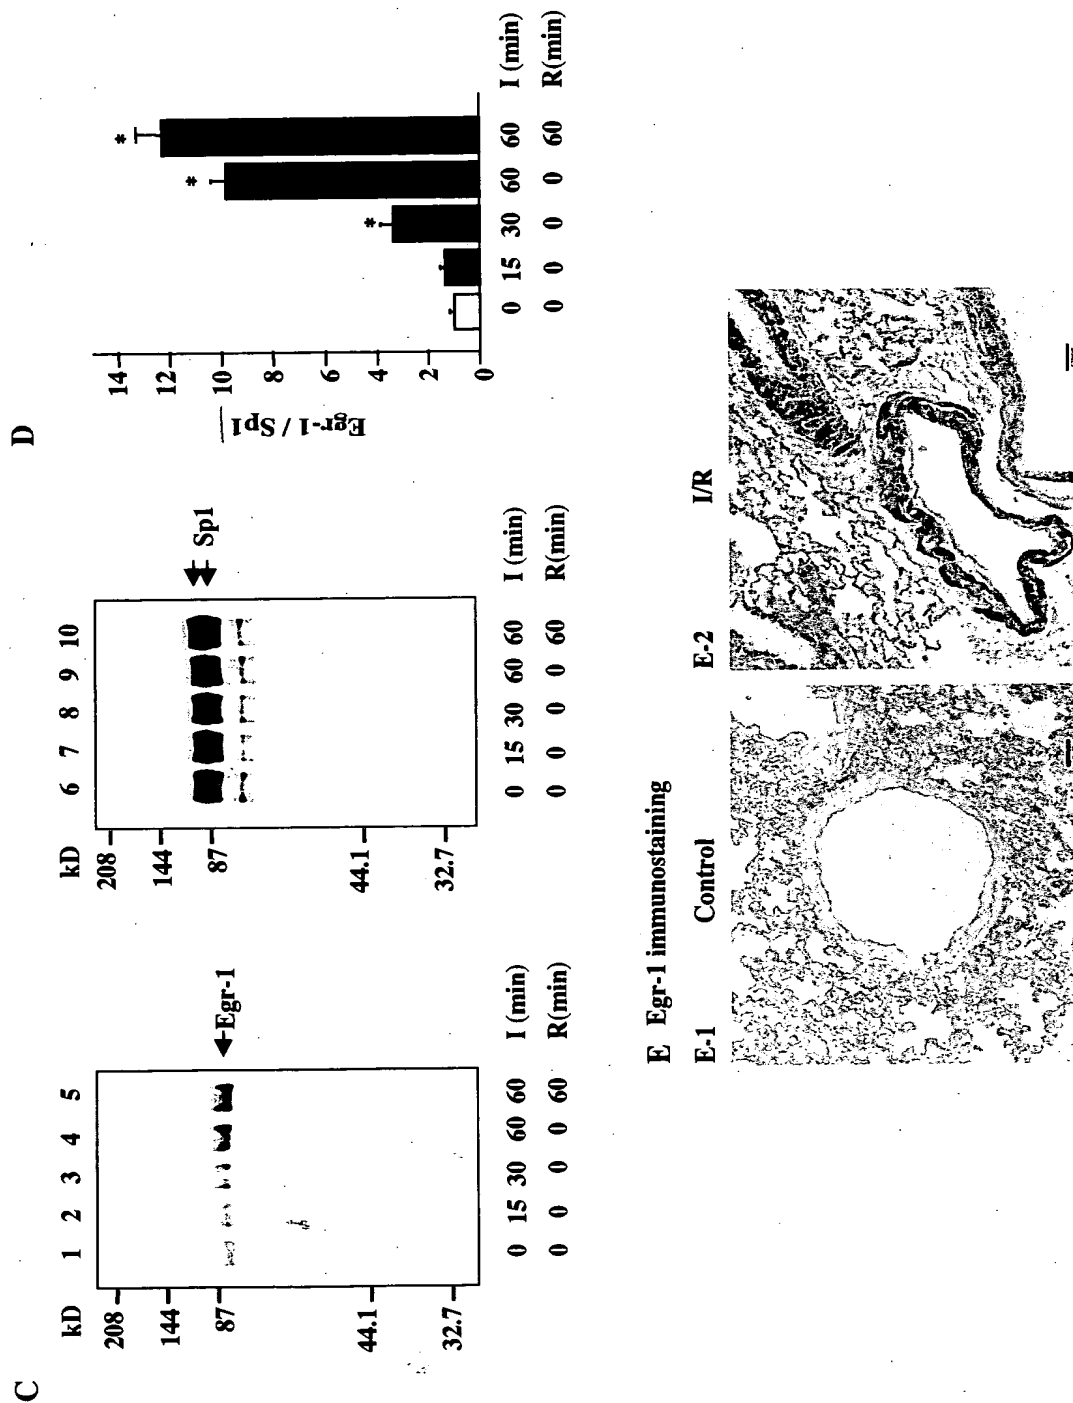 C
kD
1 2 3 4 5
208
144
87
44.1
32.7
Egr-1
0 15 30 60 60 I (min)
0 0 0 0 60 R(min)
kD
6 7 8 9 10
208
144
87
44.1
32.7
Sp1
0 15 30 60 60 I (min)
0 0 0 0 60 R(min)
D
Egr-1 / Sp1
14
12
10
8
6
4
2
0
* * *
0 15 30 60 60 I (min)
0 0 0 0 60 R(min)
E Egr-1 immunostaining
E-1 Control
E-2 I/R